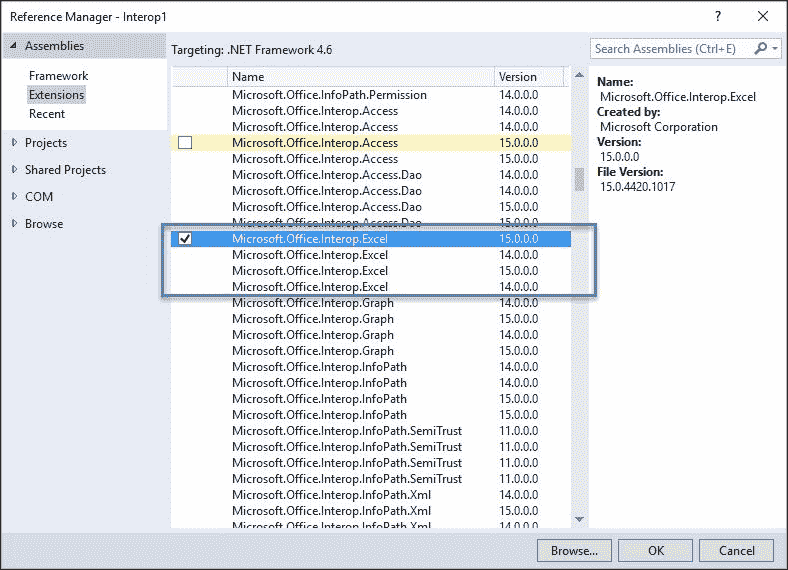 Reference Manager - Interop1
? ×
Assemblies
Framework
Extensions
Recent
Projects
Shared Projects
COM
Browse
Targeting: .NET Framework 4.6
Search Assemblies (Ctrl+E)
Name Version
Microsoft.Office.InfoPath.Permission 14.0.0.0
Microsoft.Office.Interop.Access 14.0.0.0
Microsoft.Office.Interop.Access 14.0.0.0
Microsoft.Office.Interop.Access 15.0.0.0
Microsoft.Office.Interop.Access 15.0.0.0
Microsoft.Office.Interop.Access.Dao 14.0.0.0
Microsoft.Office.Interop.Access.Dao 14.0.0.0
Microsoft.Office.Interop.Access.Dao 15.0.0.0
Microsoft.Office.Interop.Access.Dao 15.0.0.0
Microsoft.Office.Interop.Excel 15.0.0.0
Microsoft.Office.Interop.Excel 14.0.0.0
Microsoft.Office.Interop.Excel 15.0.0.0
Microsoft.Office.Interop.Excel 14.0.0.0
Microsoft.Office.Interop.Graph 14.0.0.0
Microsoft.Office.Interop.Graph 15.0.0.0
Microsoft.Office.Interop.Graph 14.0.0.0
Microsoft.Office.Interop.Graph 15.0.0.0
Microsoft.Office.Interop.InfoPath 14.0.0.0
Microsoft.Office.Interop.InfoPath 14.0.0.0
Microsoft.Office.Interop.InfoPath 15.0.0.0
Microsoft.Office.Interop.InfoPath 15.0.0.0
Microsoft.Office.Interop.InfoPath.SemiTrust 11.0.0.0
Microsoft.Office.Interop.InfoPath.SemiTrust 11.0.0.0
Microsoft.Office.Interop.InfoPath.SemiTrust 11.0.0.0
Microsoft.Office.Interop.InfoPath.SemiTrust 11.0.0.0
Microsoft.Office.Interop.InfoPath.Xml 14.0.0.0
Microsoft.Office.Interop.InfoPath.Xml 15.0.0.0
Microsoft.Office.Interop.InfoPath.Xml 14.0.0.0
Name:
Microsoft.Office.Interop.Excel
Created by:
Microsoft Corporation
Version:
15.0.0.0
File Version:
15.0.4420.1017
Browse... OK Cancel